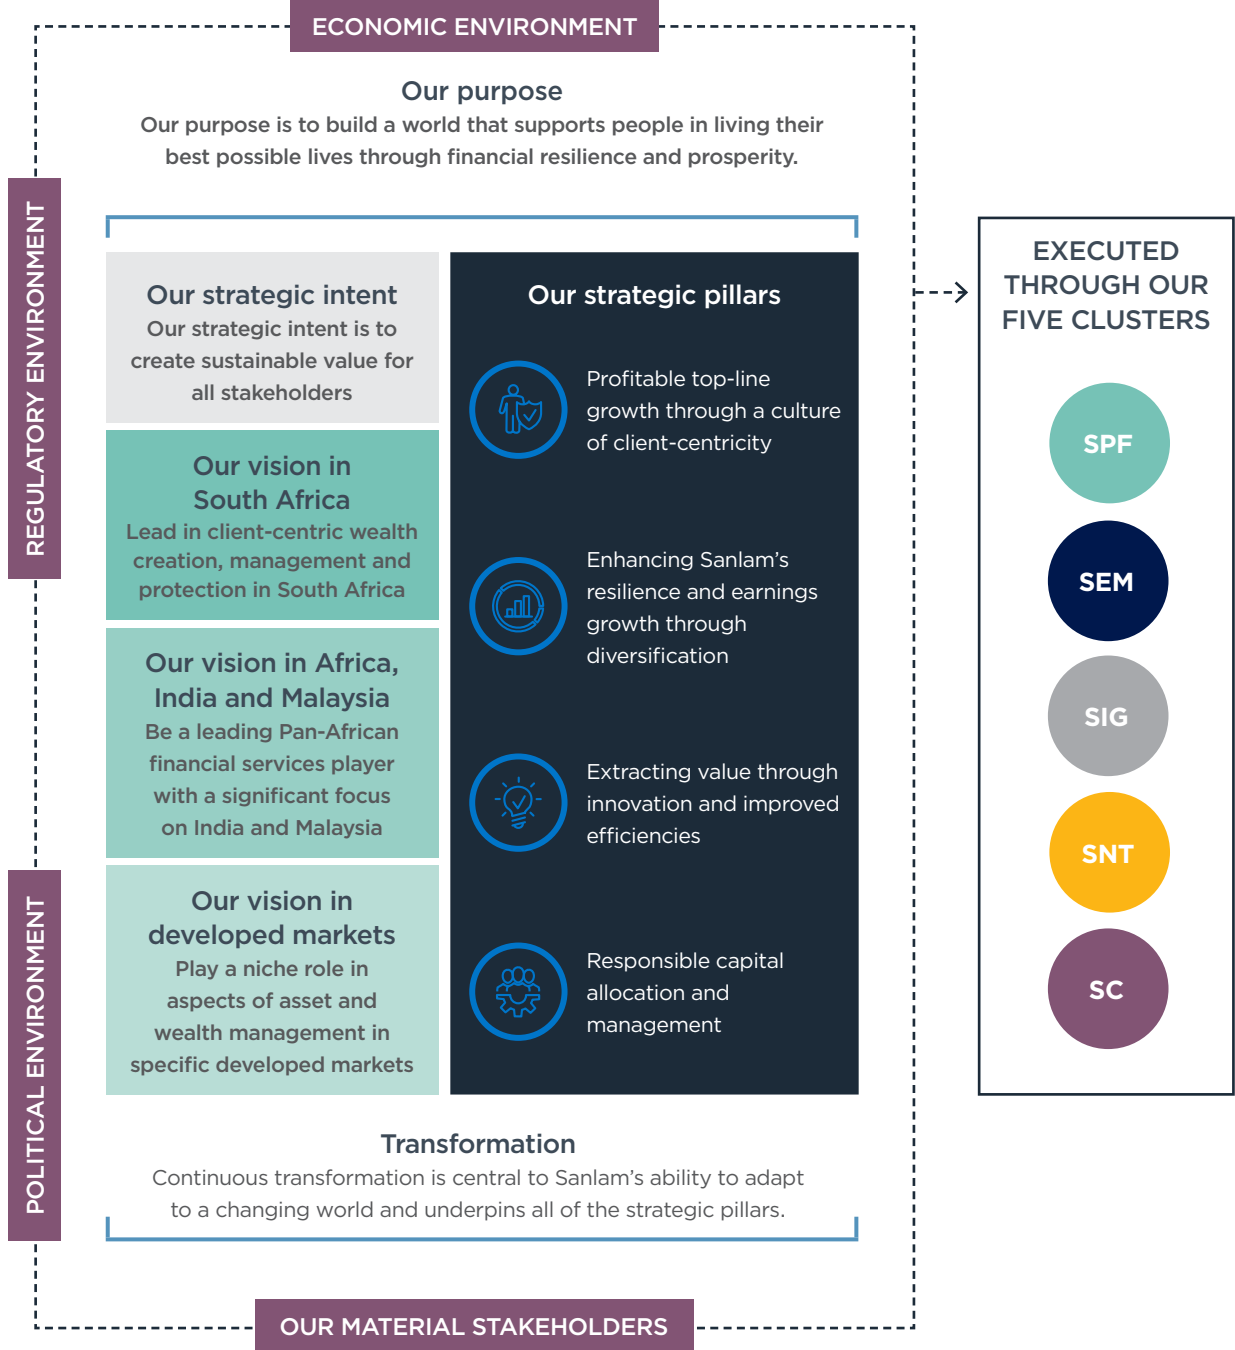 ECONOMIC ENVIRONMENT
Our purpose
Our purpose is to build a world that supports people in living their
best possible lives through financial resilience and prosperity.
REGULATORY ENVIRONMENT
POLITICAL ENVIRONMENT
Our strategic intent
Our strategic intent is to
create sustainable value for
all stakeholders
Our vision in
South Africa
Lead in client-centric wealth
creation, management and
protection in South Africa
Our vision in Africa,
India and Malaysia
Be a leading Pan-African
financial services player
with a significant focus
on India and Malaysia
Our vision in
developed markets
Play a niche role in
aspects of asset and
wealth management in
specific developed markets
Our strategic pillars
Profitable top-line
growth through a culture
of client-centricity
Enhancing Sanlam’s
resilience and earnings
growth through
diversification
Extracting value through
innovation and improved
efficiencies
Responsible capital
allocation and
management
Transformation
Continuous transformation is central to Sanlam’s ability to adapt
to a changing world and underpins all of the strategic pillars.
OUR MATERIAL STAKEHOLDERS
EXECUTED
THROUGH OUR
FIVE CLUSTERS
SPF
SEM
SIG
SNT
SC